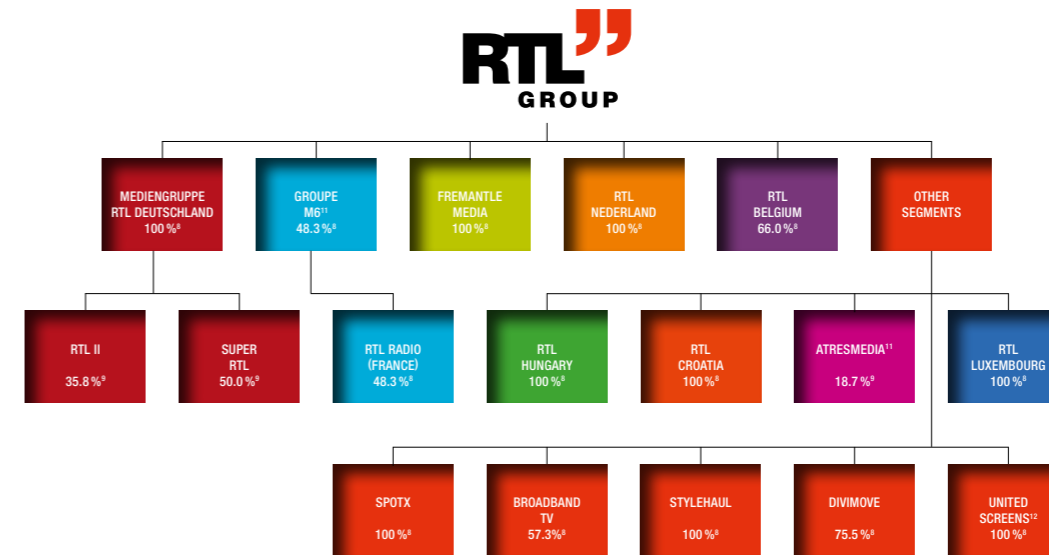 RTL
GROUP
MEDIENGRUPPE
RTL DEUTSCHLAND
100 %⁸
GROUPE
M6¹¹
48.3 %⁸
FREMANTLE
MEDIA
100 %⁸
RTL
NEDERLAND
100 %⁸
RTL
BELGIUM
66.0 %⁸
OTHER
SEGMENTS
RTL II
35.8 %⁹
SUPER
RTL
50.0 %⁹
RTL RADIO
(FRANCE)
48.3 %⁸
RTL
HUNGARY
100 %⁸
RTL
CROATIA
100 %⁸
ATRESMEDIA¹¹
18.7 %⁹
RTL
LUXEMBOURG
100 %⁸
SPOTX
100 %⁸
BROADBAND
TV
57.3%⁸
STYLEHAUL
100 %⁸
DIVIMOVE
75.5 %⁸
UNITED
SCREENS¹²
100 %⁸